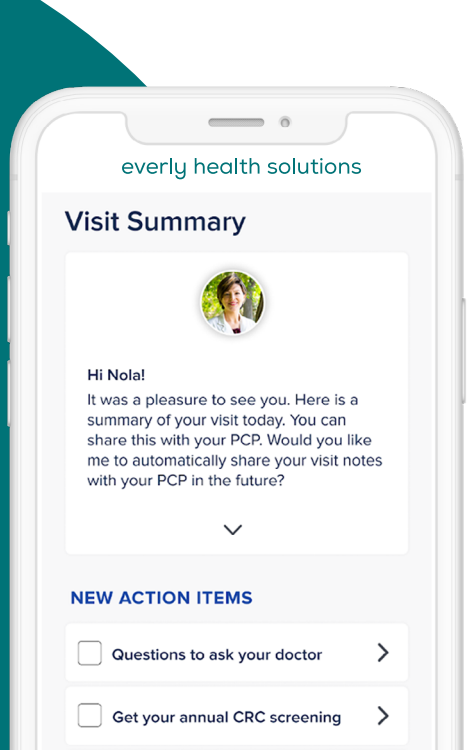 everly health solutions
Visit Summary
Hi Nola!
It was a pleasure to see you. Here is a
summary of your visit today. You can
share this with your PCP. Would you like
me to automatically share your visit notes
with your PCP in the future?
NEW ACTION ITEMS
Questions to ask your doctor
Get your annual CRC screening